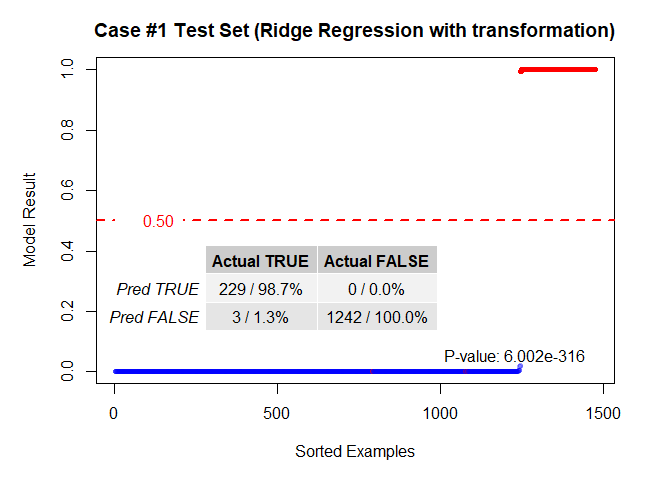 Case #1 Test Set (Ridge Regression with transformation)
Model Result
1.0
0.8
0.6
0.4
0.2
0.0
0.50
Actual TRUE Actual FALSE
Pred TRUE 229 / 98.7% 0 / 0.0%
Pred FALSE 3 / 1.3% 1242 / 100.0%
P-value: 6.002e-316
0 500 1000 1500
Sorted Examples